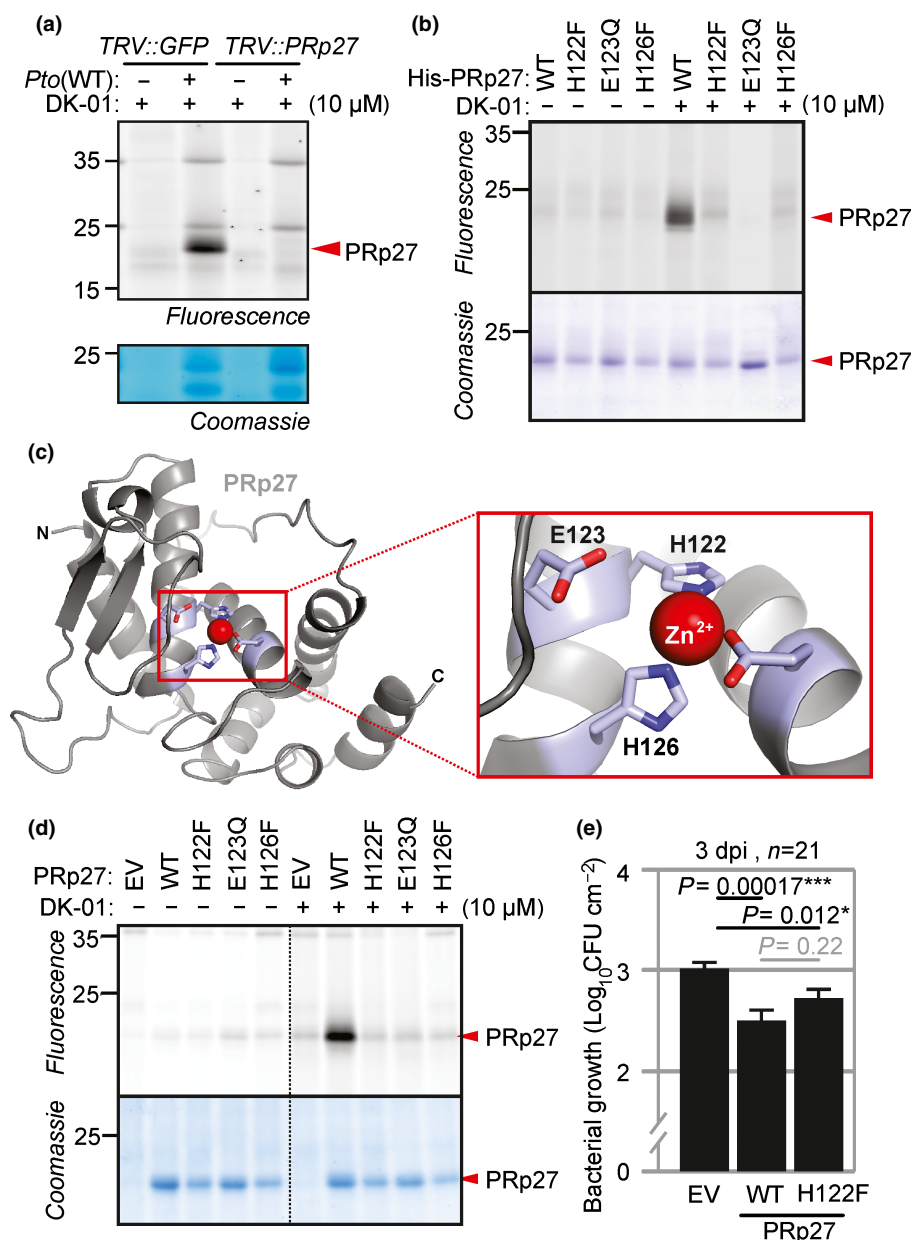 (a)
TRV::GFP TRV::PRp27
Pto(WT): – + – +
DK-01: + + + + (10 µM)
35
25
15
PRp27
Fluorescence
25
Coomassie
(b)
His-PRp27: WT H122F E123Q H126F WT H122F E123Q H126F
DK-01: – – – – + + + + (10 µM)
35
25
Fluorescence
PRp27
25
Coomassie
PRp27
(c)
PRp27
N
C
E123
H122
Zn²⁺
H126
(d)
PRp27: EV WT H122F E123Q H126F EV WT H122F E123Q H126F
DK-01: – – – – – + + + + + (10 µM)
35
25
Fluorescence
PRp27
25
Coomassie
PRp27
(e)
3 dpi , n=21
P= 0.00017***
P= 0.012*
P= 0.22
Bacterial growth (Log₁₀CFU cm⁻²)
4
3
2
0
EV WT H122F
PRp27